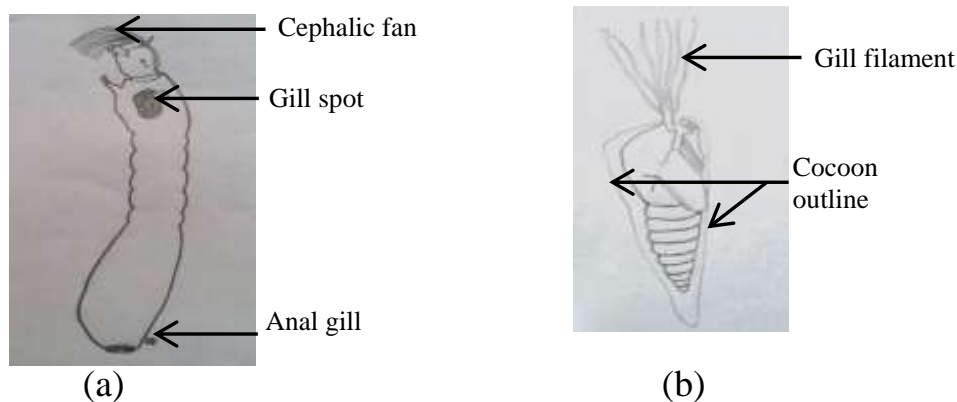 Cephalic fan
Gill spot
Anal gill
(a)
Gill filament
Cocoon
outline
(b)